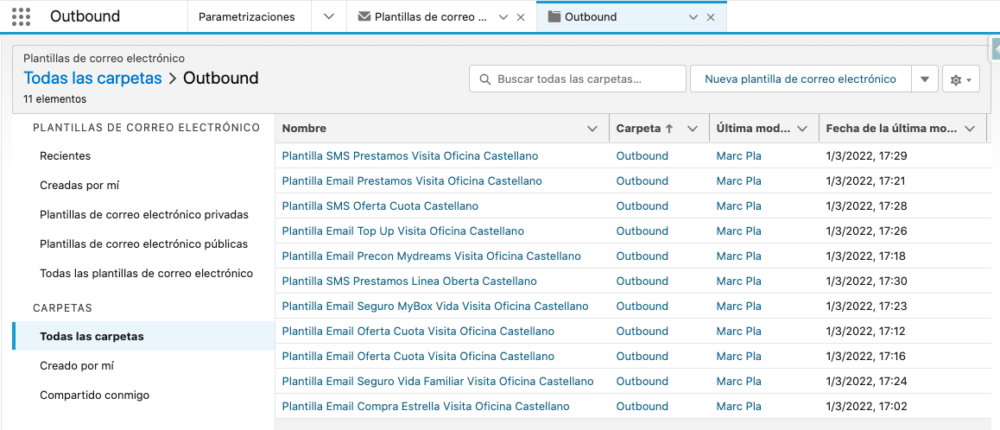 Outbound
Parametrizaciones
Plantillas de correo ...
Outbound
Plantillas de correo electrónico
Todas las carpetas > Outbound
11 elementos
Buscar todas las carpetas...
Nueva plantilla de correo electrónico
PLANTILLAS DE CORREO ELECTRÓNICO
Recientes
Creadas por mí
Plantillas de correo electrónico privadas
Plantillas de correo electrónico públicas
Todas las plantillas de correo electrónico
CARPETAS
Todas las carpetas
Creado por mí
Compartido conmigo
Nombre Carpeta ↑ Última mod... Fecha de la última mo...
Plantilla SMS Prestamos Visita Oficina Castellano Outbound Marc Pla 1/3/2022, 17:29
Plantilla Email Prestamos Visita Oficina Castellano Outbound Marc Pla 1/3/2022, 17:21
Plantilla SMS Oferta Cuota Castellano Outbound Marc Pla 1/3/2022, 17:28
Plantilla Email Top Up Visita Oficina Castellano Outbound Marc Pla 1/3/2022, 17:26
Plantilla Email Precon Mydreams Visita Oficina Castellano Outbound Marc Pla 1/3/2022, 17:18
Plantilla SMS Prestamos Linea Oberta Castellano Outbound Marc Pla 1/3/2022, 17:30
Plantilla Email Seguro MyBox Vida Visita Oficina Castellano Outbound Marc Pla 1/3/2022, 17:23
Plantilla Email Oferta Cuota Visita Oficina Castellano Outbound Marc Pla 1/3/2022, 17:12
Plantilla Email Oferta Cuota Visita Oficina Castellano Outbound Marc Pla 1/3/2022, 17:16
Plantilla Email Seguro Vida Familiar Visita Oficina Castellano Outbound Marc Pla 1/3/2022, 17:24
Plantilla Email Compra Estrella Visita Oficina Castellano Outbound Marc Pla 1/3/2022, 17:02